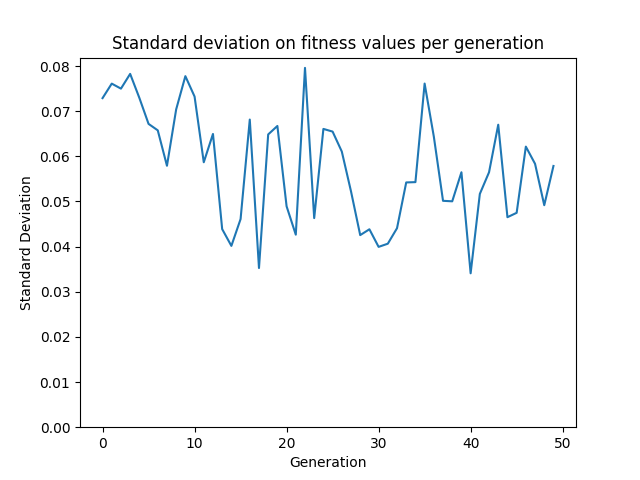 Standard deviation on fitness values per generation
0.08
0.07
0.06
0.05
0.04
0.03
0.02
0.01
0.00
Standard Deviation
0 10 20 30 40 50
Generation